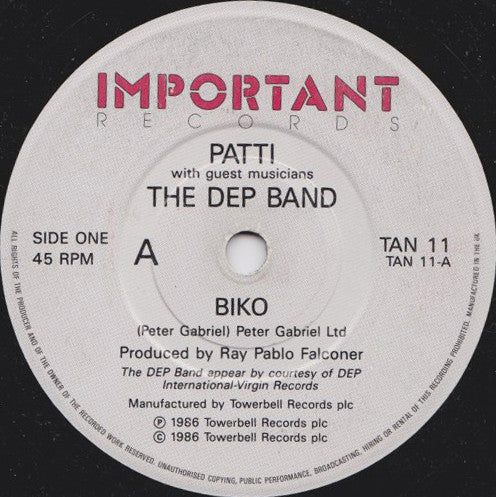 IMPORTANT
RECORDS
PATTI
with guest musicians
THE DEP BAND
SIDE ONE
45 RPM
A
TAN 11
TAN 11-A
BIKO
(Peter Gabriel) Peter Gabriel Ltd
Produced by Ray Pablo Falconer
The DEP Band appear by courtesy of DEP
International-Virgin Records
Manufactured by Towerbell Records plc
℗ 1986 Towerbell Records plc
© 1986 Towerbell Records plc
ALL RIGHTS OF THE PRODUCER AND OF THE OWNER OF THE RECORDED WORK RESERVED. UNAUTHORISED COPYING, PUBLIC PERFORMANCE, BROADCASTING, HIRING OR RENTAL OF THIS RECORDING PROHIBITED. MANUFACTURED IN THE UK